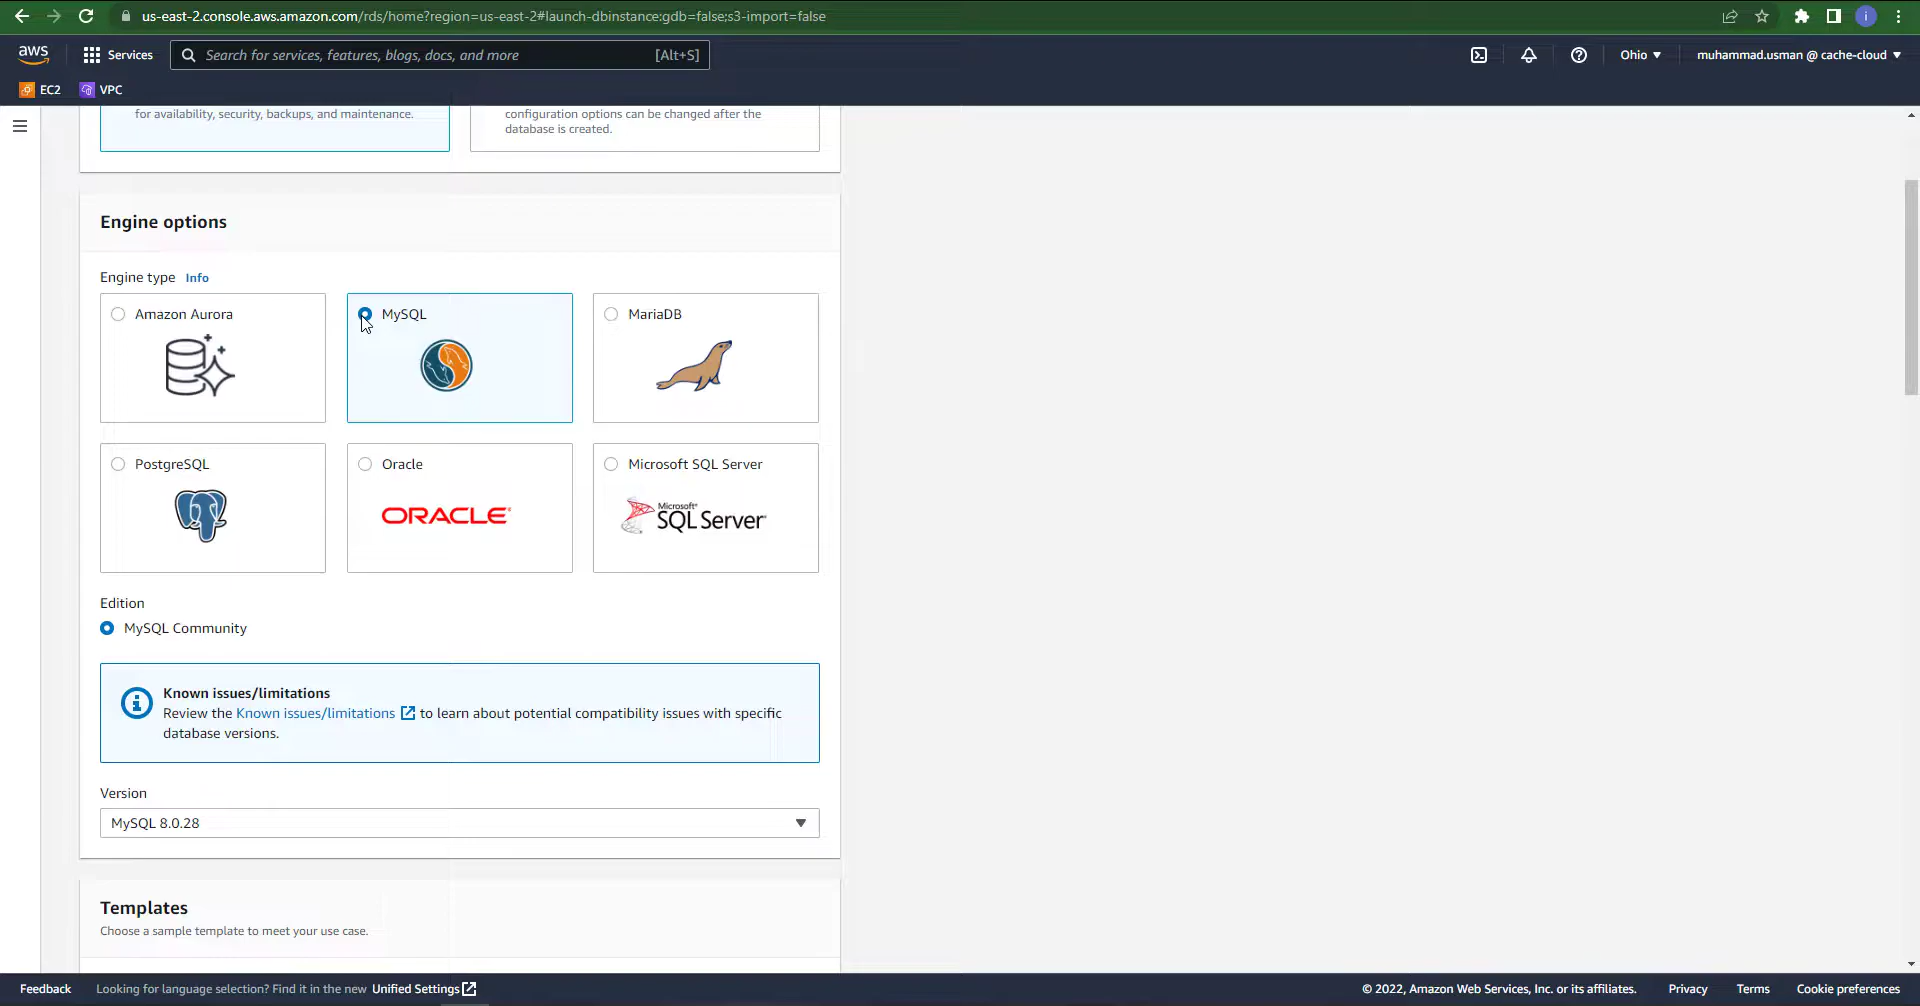 us-east-2.console.aws.amazon.com/rds/home?region=us-east-2#launch-dbinstance;gdb=false;s3-import=false
i
aws
Services
Search for services, features, blogs, docs, and more
[Alt+S]
Ohio
muhammad.usman @ cache-cloud
EC2
VPC
for availability, security, backups, and maintenance.
configuration options can be changed after the
database is created.
Engine options
Engine type Info
Amazon Aurora
MySQL
MariaDB
PostgreSQL
Oracle
ORACLE
Microsoft SQL Server
Microsoft
SQL Server
Edition
MySQL Community
Known issues/limitations
Review the Known issues/limitations to learn about potential compatibility issues with specific
database versions.
Version
MySQL 8.0.28
Templates
Choose a sample template to meet your use case.
Feedback
Looking for language selection? Find it in the new Unified Settings
© 2022, Amazon Web Services, Inc. or its affiliates.
Privacy
Terms
Cookie preferences